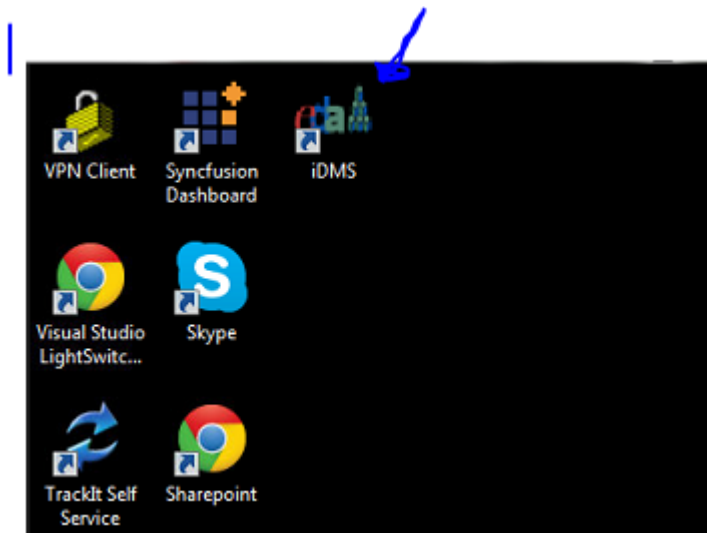 VPN Client
Syncfusion
Dashboard
iDMS
Visual Studio
LightSwitc...
Skype
TrackIt Self
Service
Sharepoint